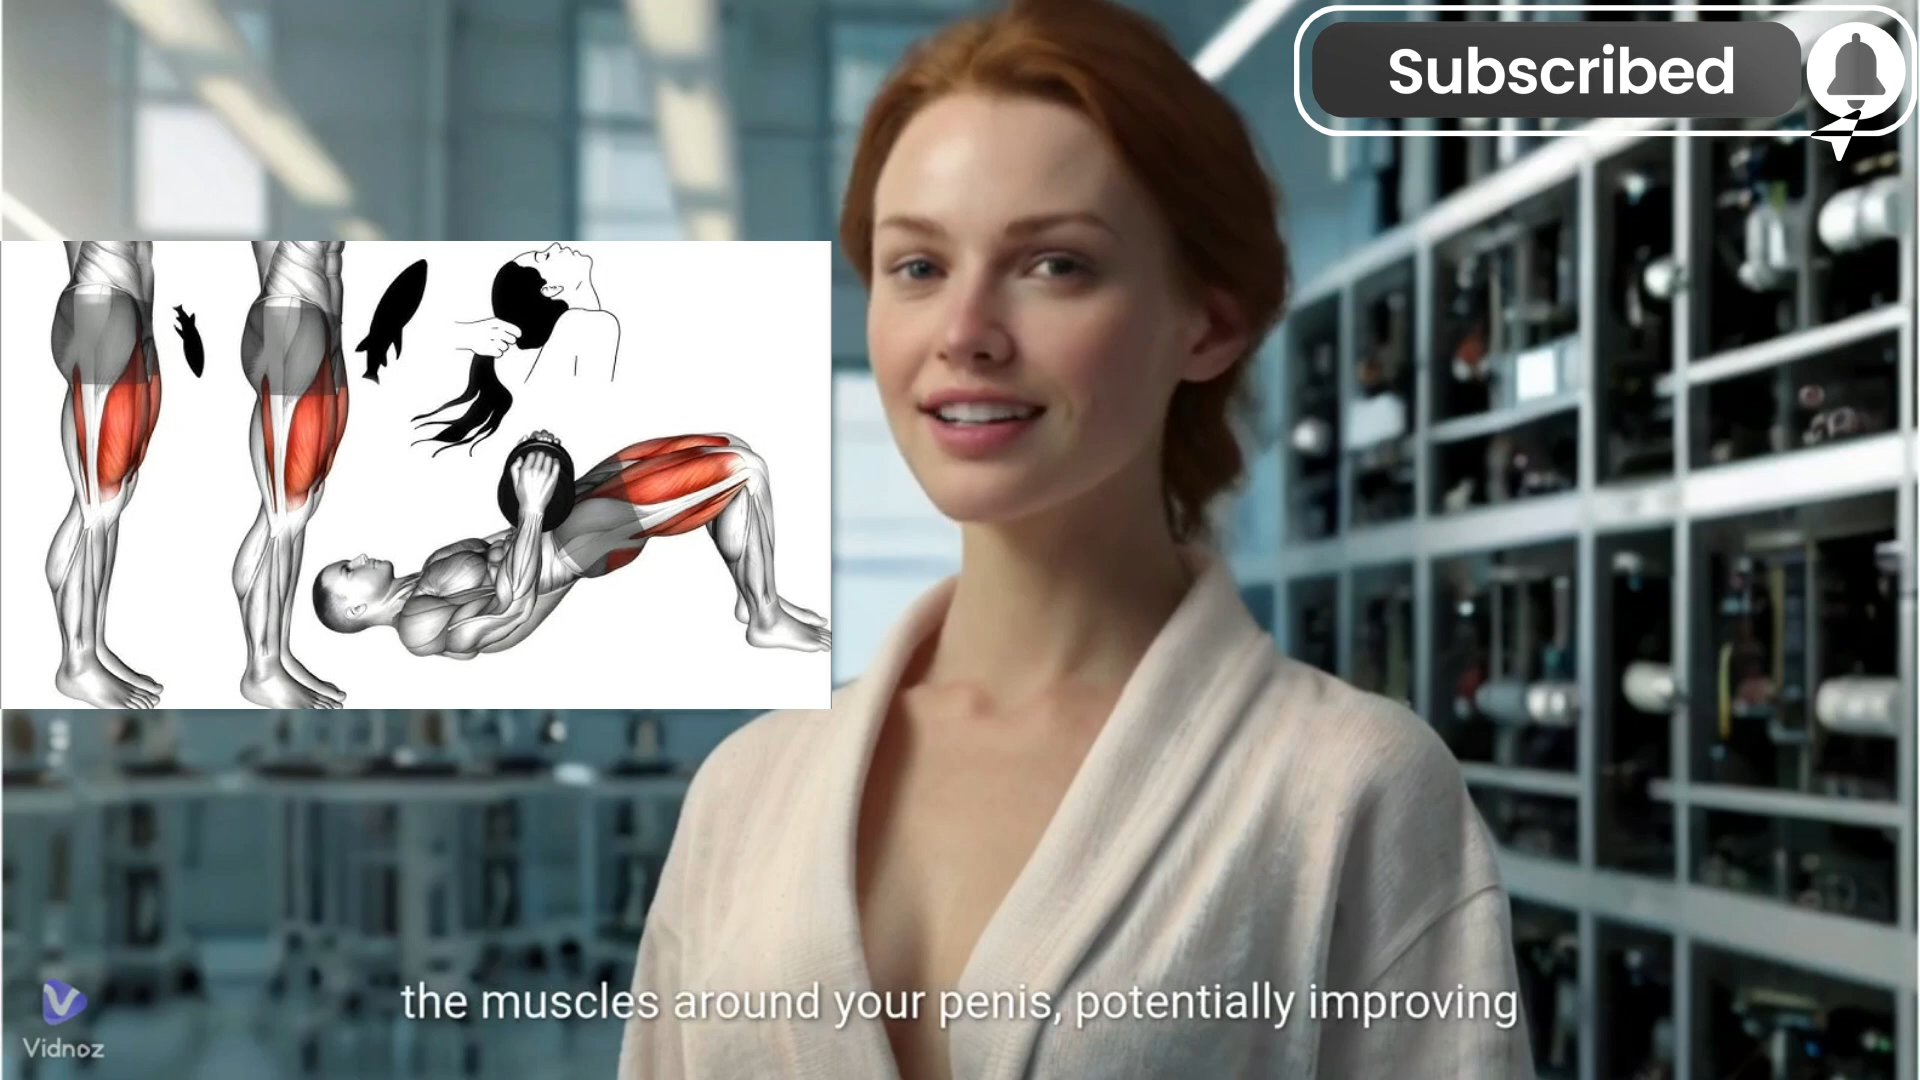 Subscribed
the muscles around your penis, potentially improving
Vidnoz